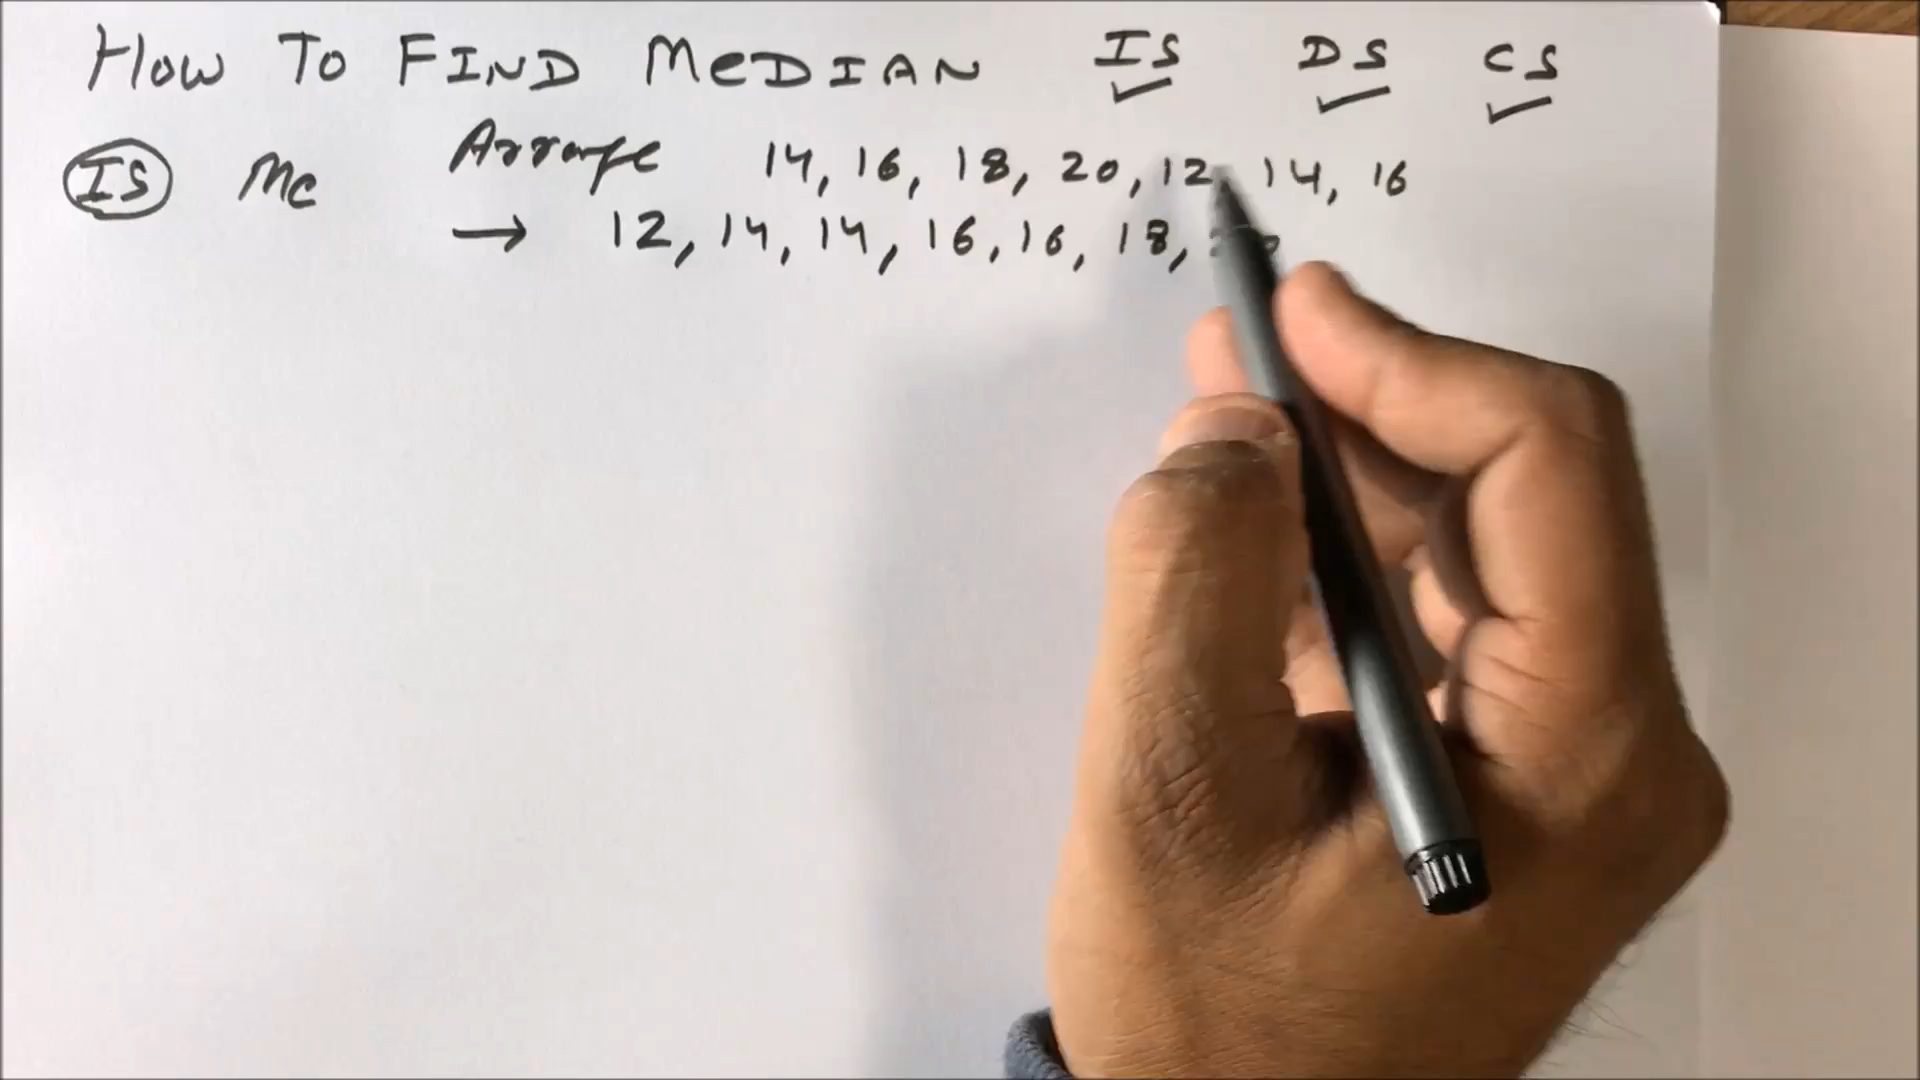 HOW TO FIND MEDIAN IS DS CS
IS Me Arrange 14, 16, 18, 20, 12, 14, 16
→ 12, 14, 14, 16, 16, 18,